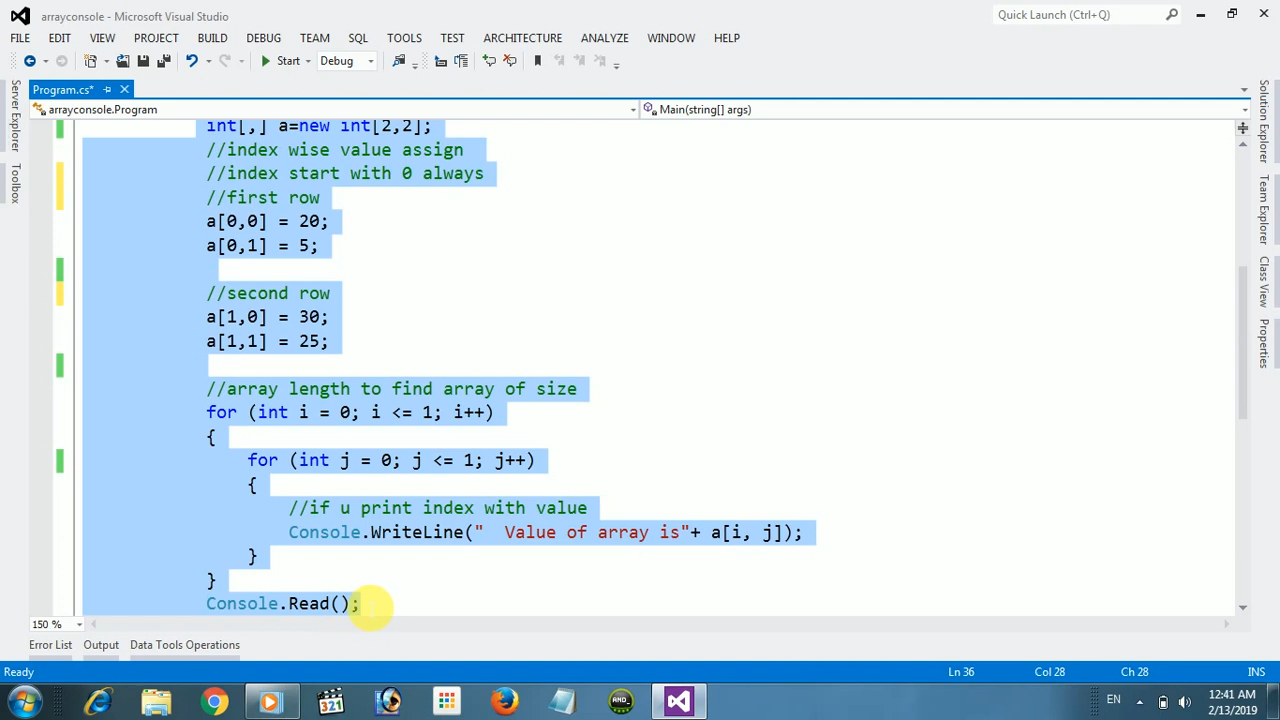 arrayconsole - Microsoft Visual Studio
Quick Launch (Ctrl+Q)
FILE EDIT VIEW PROJECT BUILD DEBUG TEAM SQL TOOLS TEST ARCHITECTURE ANALYZE WINDOW HELP
Start Debug
Program.cs*
arrayconsole.Program
Main(string[] args)
int[,] a=new int[2,2];
//index wise value assign
//index start with 0 always
//first row
a[0,0] = 20;
a[0,1] = 5;
//second row
a[1,0] = 30;
a[1,1] = 25;
//array length to find array of size
for (int i = 0; i <= 1; i++)
{
for (int j = 0; j <= 1; j++)
{
//if u print index with value
Console.WriteLine("  Value of array is"+ a[i, j]);
}
}
Console.Read();
Server Explorer
Toolbox
Solution Explorer
Team Explorer
Class View
Properties
150 %
Error List Output Data Tools Operations
Ready Ln 36 Col 28 Ch 28 INS
321
AND_
EN
12:41 AM
2/13/2019